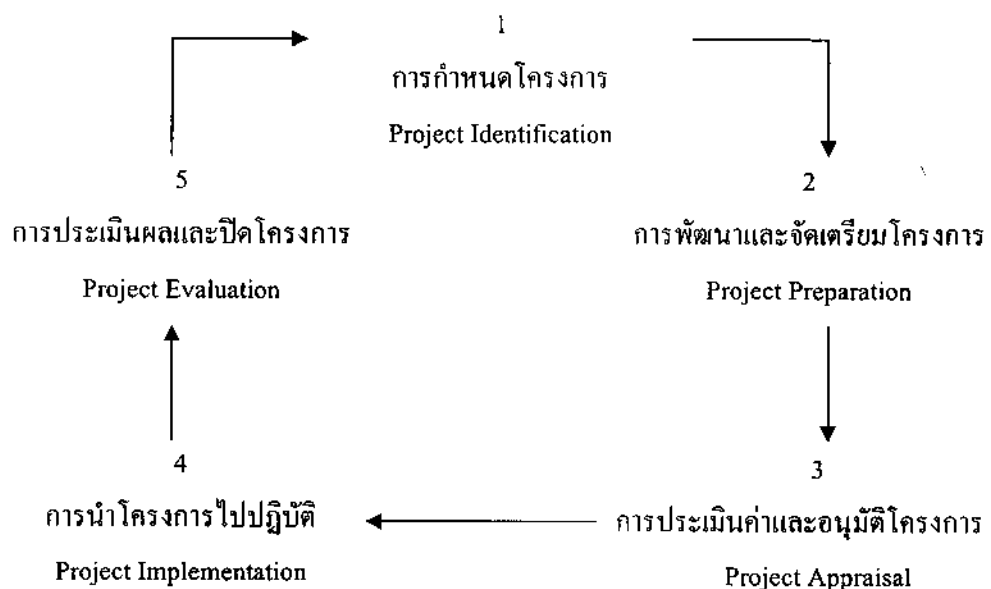 1
การกำหนดโครงการ
Project Identification
2
การพัฒนาและจัดเตรียมโครงการ
Project Preparation
3
การประเมินค่าและอนุมัติโครงการ
Project Appraisal
4
การนำโครงการไปปฏิบัติ
Project Implementation
5
การประเมินผลและปิดโครงการ
Project Evaluation